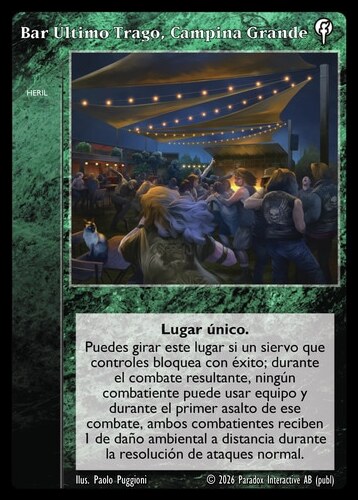 Bar Ultimo Trago, Campina Grande
HERIL
Lugar único.
Puedes girar este lugar si un siervo que
controles bloquea con éxito; durante
el combate resultante, ningún
combatiente puede usar equipo y
durante el primer asalto de ese
combate, ambos combatientes reciben
1 de daño ambiental a distancia durante
la resolución de ataques normal.
Ilus. Paolo Puggioni
© 2026 Paradox Interactive AB (publ)